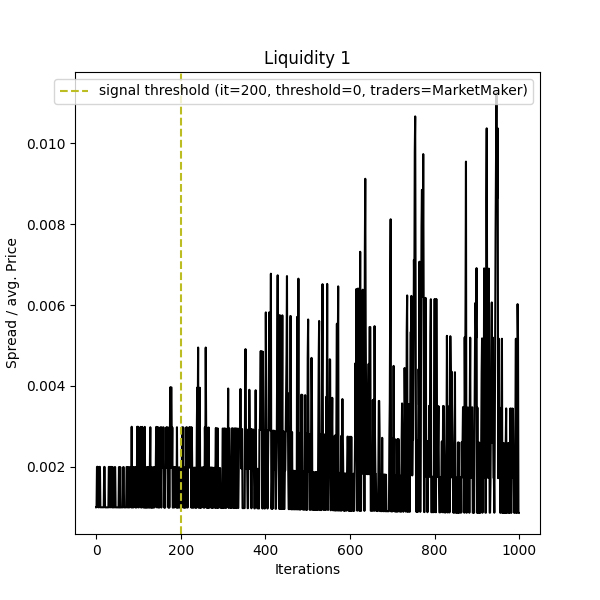 Liquidity 1
signal threshold (it=200, threshold=0, traders=MarketMaker)
0.010
0.008
0.006
0.004
0.002
Spread / avg. Price
0 200 400 600 800 1000
Iterations